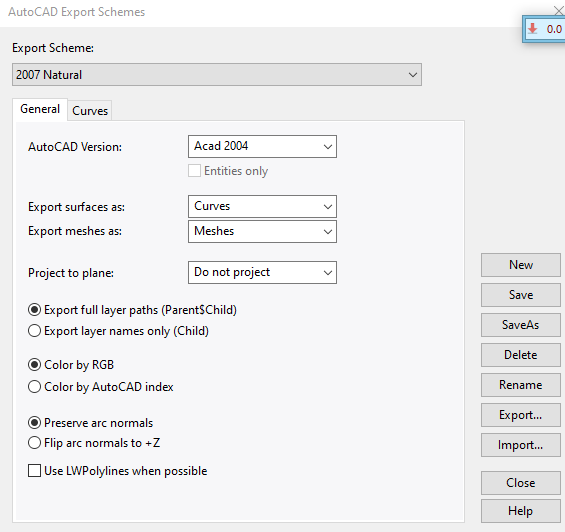 AutoCAD Export Schemes
0.0
Export Scheme:
2007 Natural
General Curves
AutoCAD Version: Acad 2004
Entities only
Export surfaces as: Curves
Export meshes as: Meshes
Project to plane: Do not project
Export full layer paths (Parent$Child)
Export layer names only (Child)
Color by RGB
Color by AutoCAD index
Preserve arc normals
Flip arc normals to +Z
Use LWPolylines when possible
New
Save
SaveAs
Delete
Rename
Export...
Import...
Close
Help